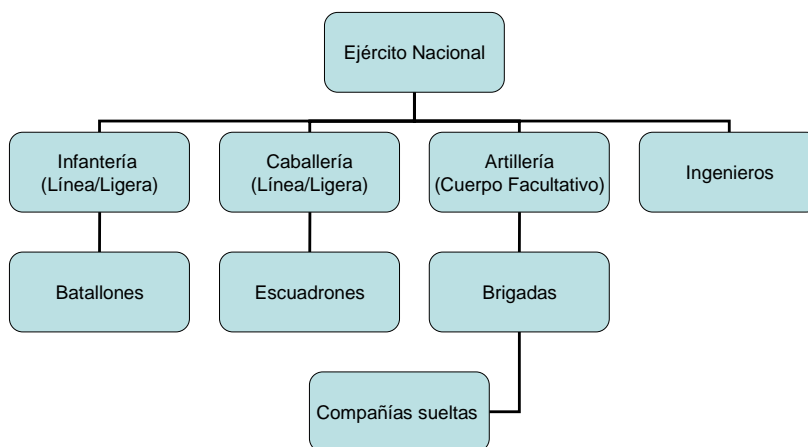 Ejército Nacional
Infantería
(Línea/Ligera)
Caballería
(Línea/Ligera)
Artillería
(Cuerpo Facultativo)
Ingenieros
Batallones
Escuadrones
Brigadas
Compañías sueltas